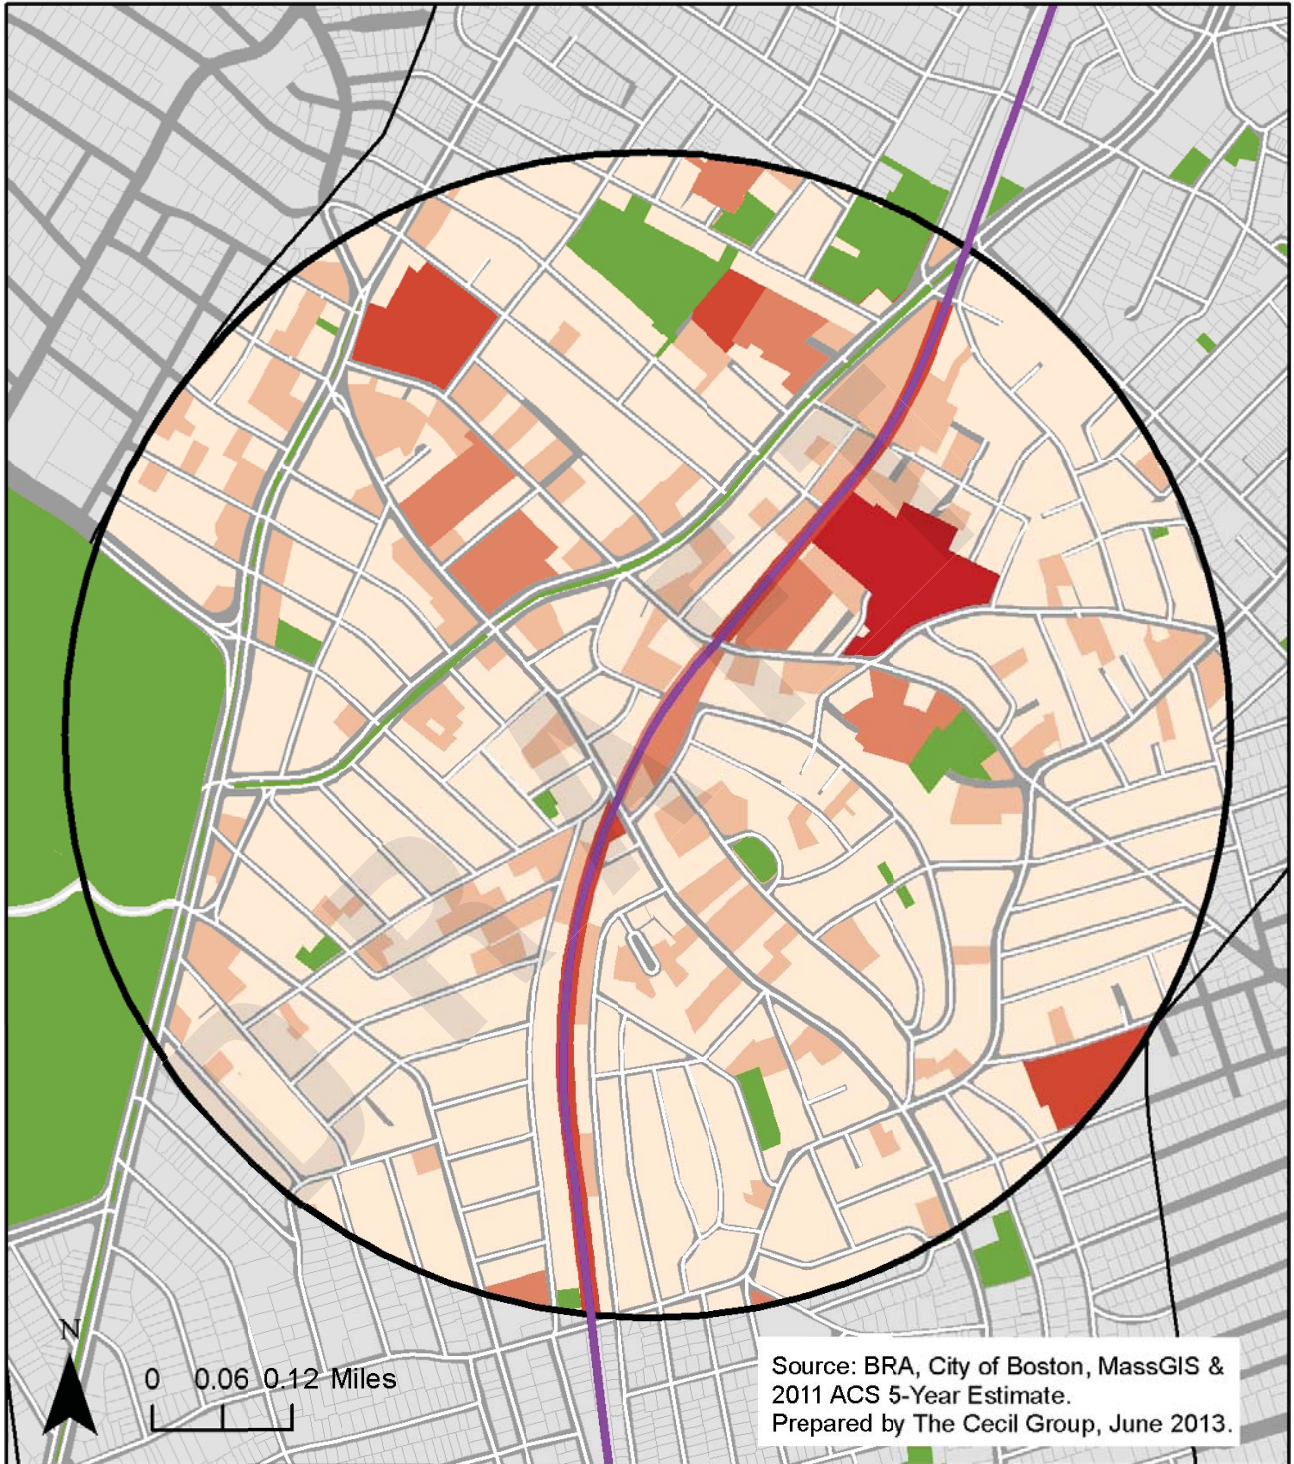 DRAFT
N
0 0.06 0.12 Miles
Source: BRA, City of Boston, MassGIS &
2011 ACS 5-Year Estimate.
Prepared by The Cecil Group, June 2013.